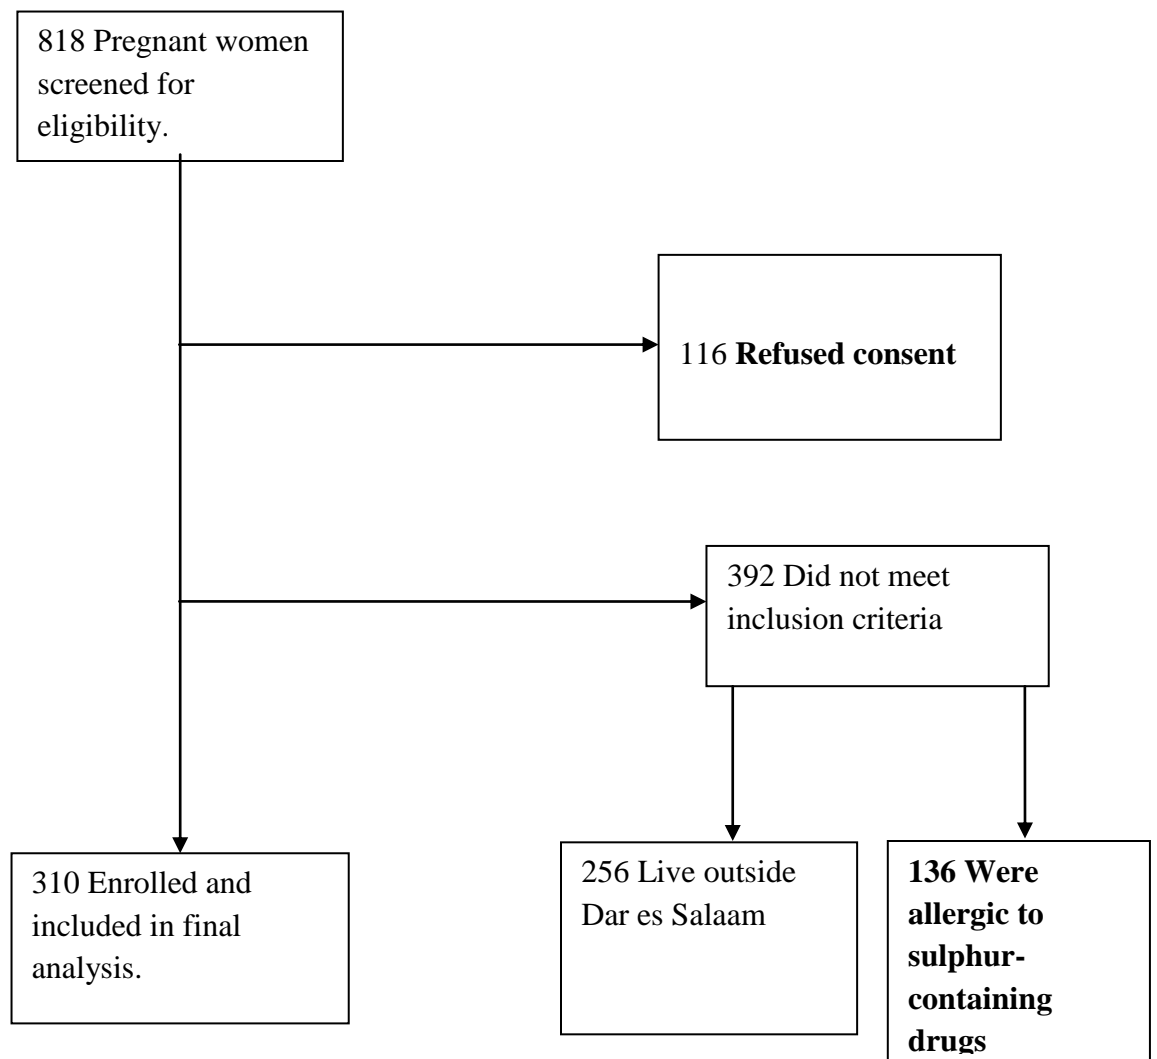 818 Pregnant women
screened for
eligibility.
116 Refused consent
392 Did not meet
inclusion criteria
310 Enrolled and
included in final
analysis.
256 Live outside
Dar es Salaam
136 Were
allergic to
sulphur-
containing
drugs